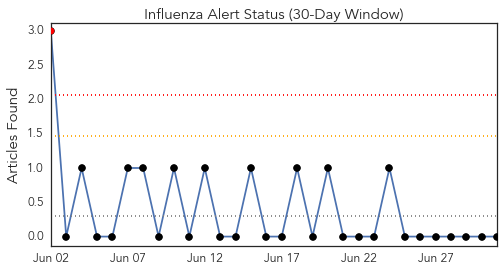 Influenza Alert Status (30-Day Window)
Articles Found
3.0
2.5
2.0
1.5
1.0
0.5
0.0
Jun 02 Jun 07 Jun 12 Jun 17 Jun 22 Jun 27